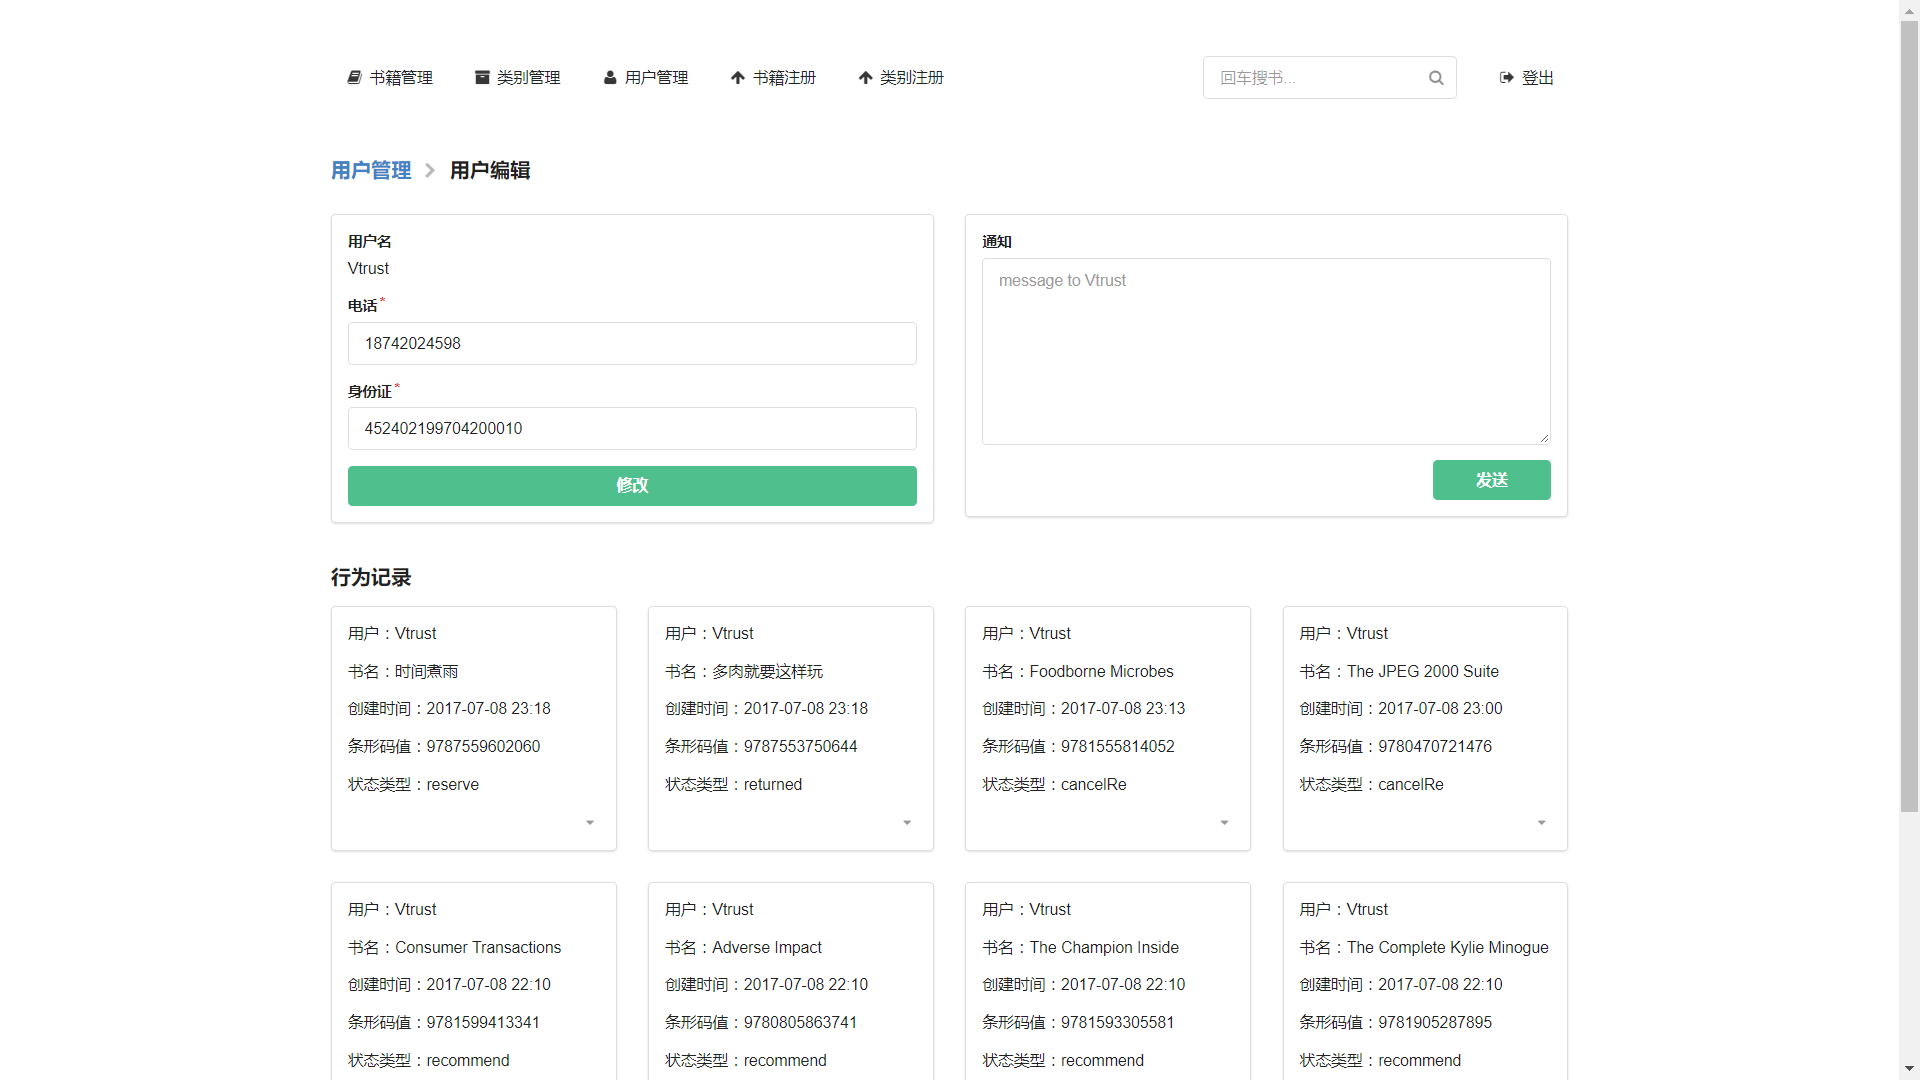 书籍管理 类别管理 用户管理 书籍注册 类别注册 回车搜书... 登出
用户管理 用户编辑
用户名
Vtrust
电话*
18742024598
身份证*
452402199704200010
修改
通知
message to Vtrust
发送
行为记录
用户：Vtrust
书名：时间煮雨
创建时间：2017-07-08 23:18
条形码值：9787559602060
状态类型：reserve
用户：Vtrust
书名：多肉就要这样玩
创建时间：2017-07-08 23:18
条形码值：9787553750644
状态类型：returned
用户：Vtrust
书名：Foodborne Microbes
创建时间：2017-07-08 23:13
条形码值：9781555814052
状态类型：cancelRe
用户：Vtrust
书名：The JPEG 2000 Suite
创建时间：2017-07-08 23:00
条形码值：9780470721476
状态类型：cancelRe
用户：Vtrust
书名：Consumer Transactions
创建时间：2017-07-08 22:10
条形码值：9781599413341
状态类型：recommend
用户：Vtrust
书名：Adverse Impact
创建时间：2017-07-08 22:10
条形码值：9780805863741
状态类型：recommend
用户：Vtrust
书名：The Champion Inside
创建时间：2017-07-08 22:10
条形码值：9781593305581
状态类型：recommend
用户：Vtrust
书名：The Complete Kylie Minogue
创建时间：2017-07-08 22:10
条形码值：9781905287895
状态类型：recommend